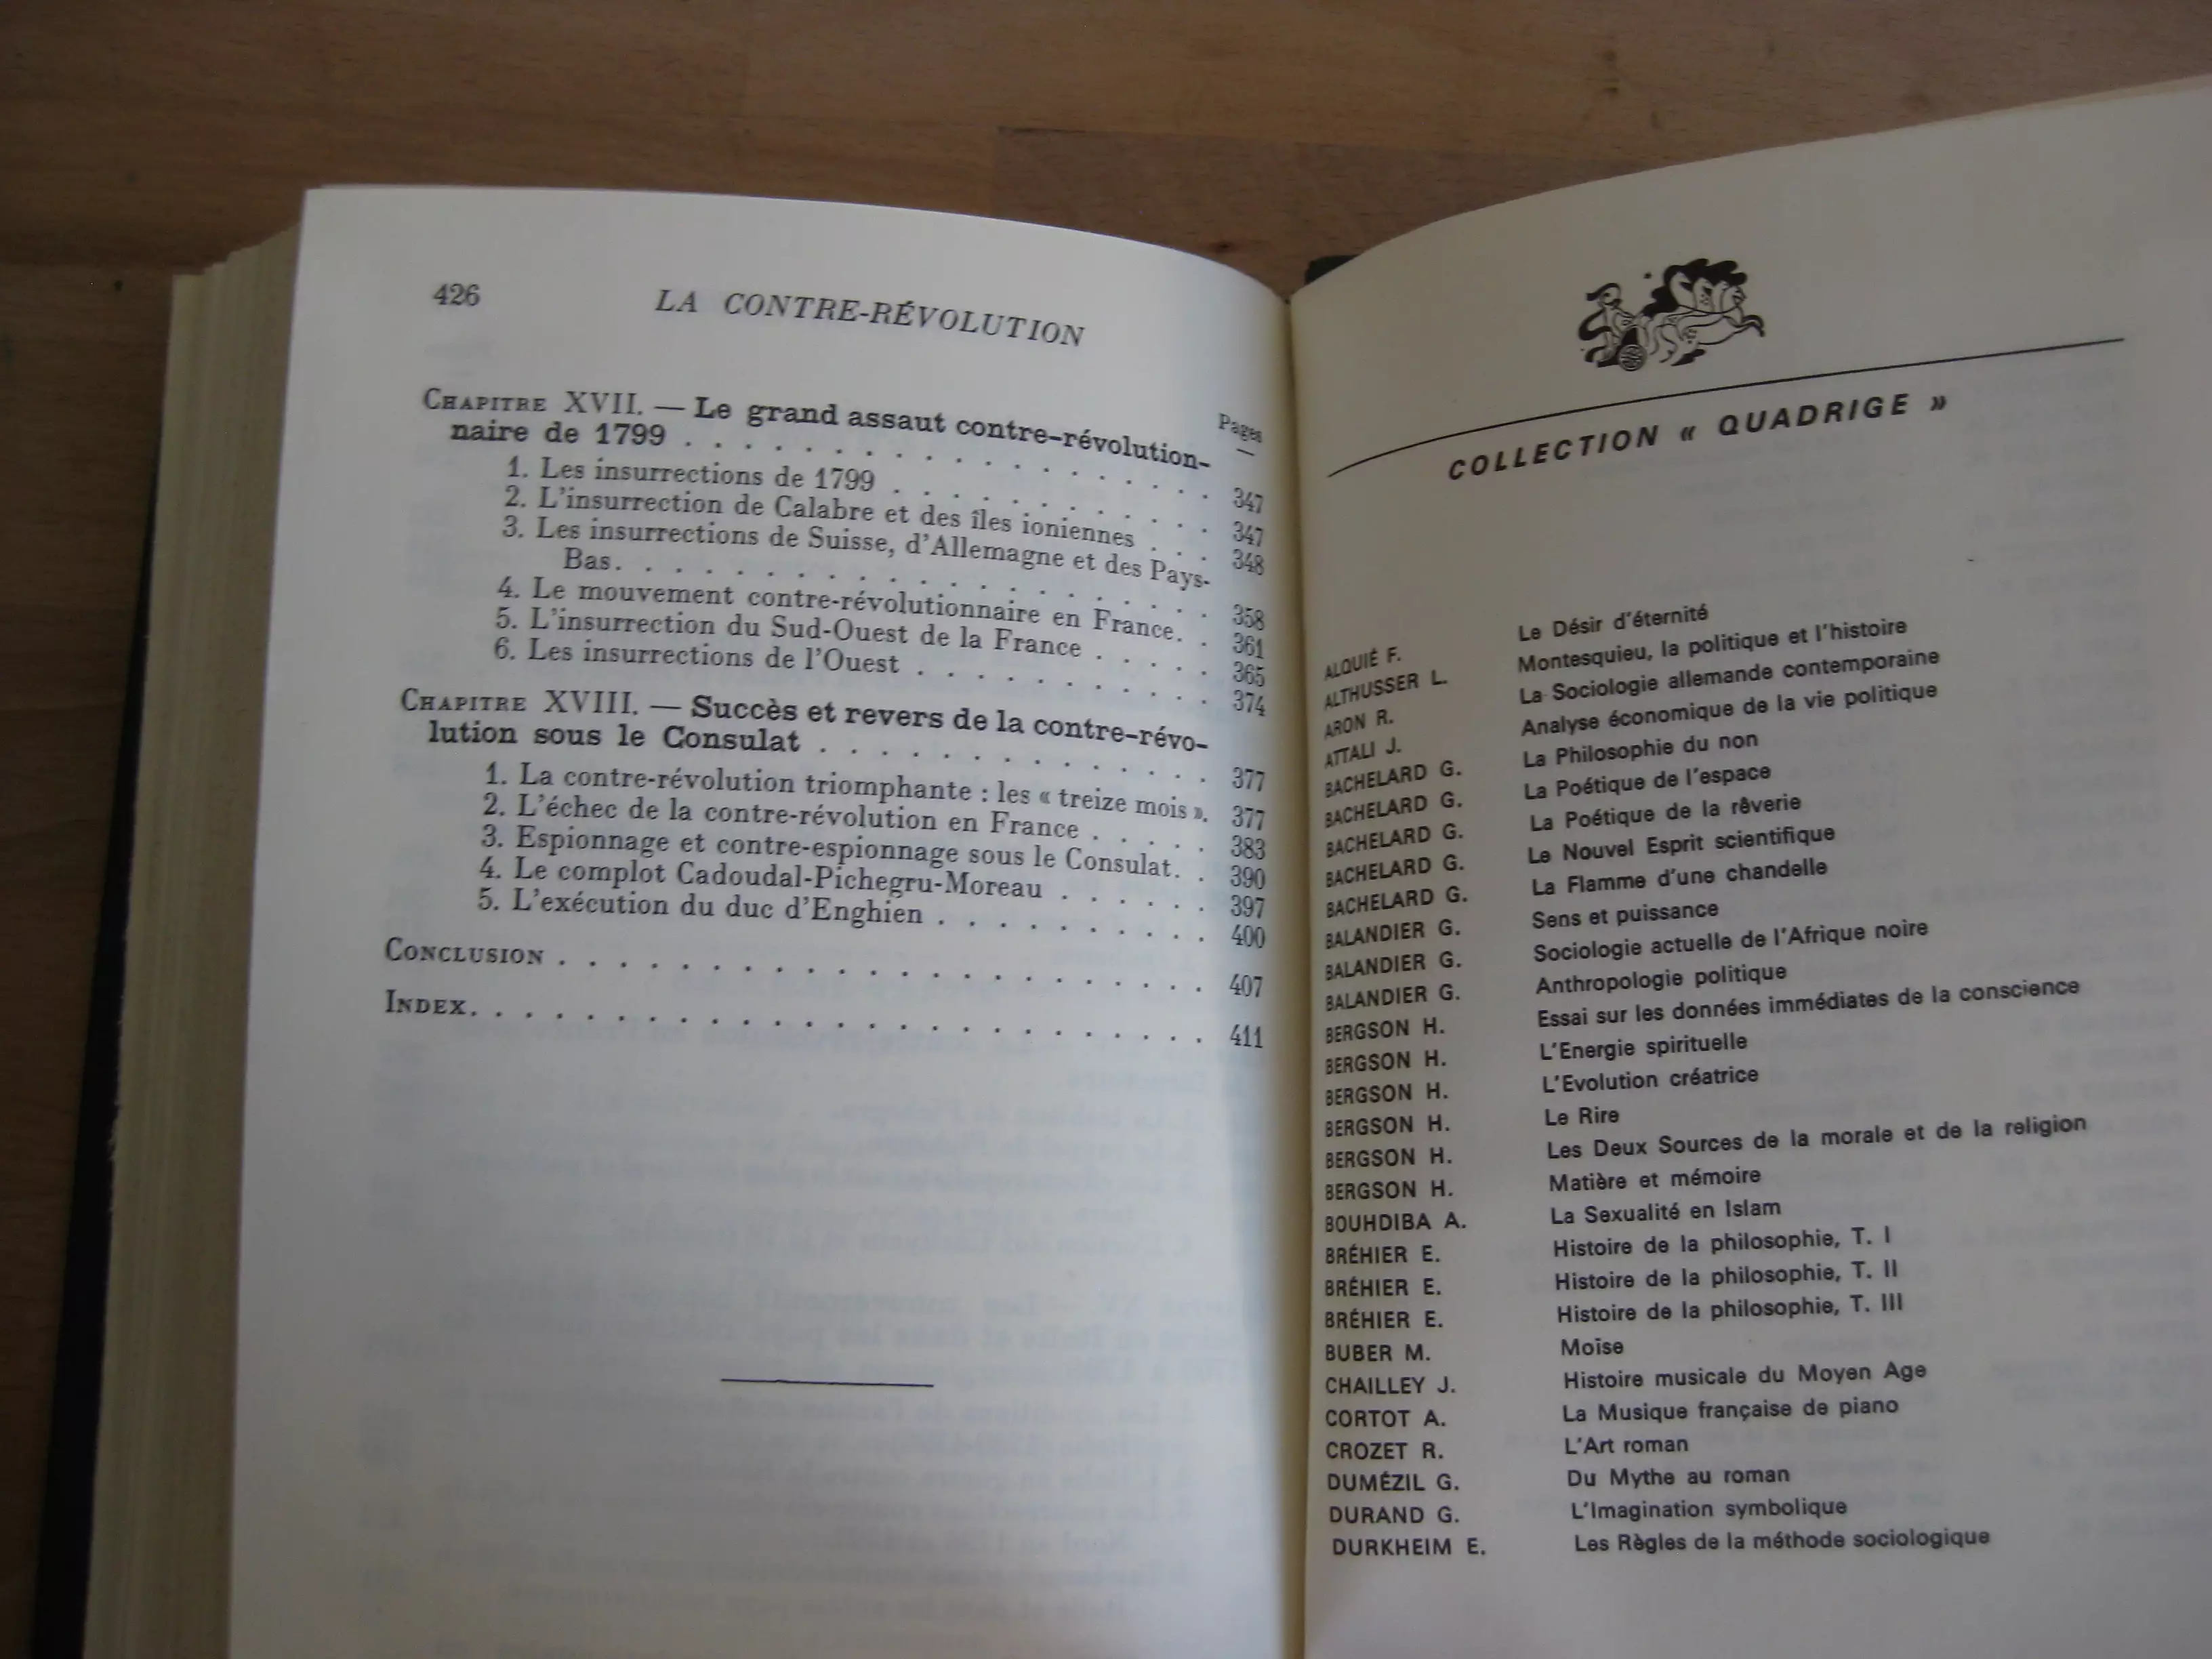 426
LA CONTRE-RÉVOLUTION
Pages
CHAPITRE XVII. — Le grand assaut contre-révolution-
naire de 1799 . . . . . . . . . . . . . . . . . . 347
1. Les insurrections de 1799 . . . . . . . . . . . 347
2. L'insurrection de Calabre et des îles ioniennes . . . 348
3. Les insurrections de Suisse, d'Allemagne et des Pays-
Bas. . . . . . . . . . . . . . . . . . . . 358
4. Le mouvement contre-révolutionnaire en France. . 361
5. L'insurrection du Sud-Ouest de la France . . . . . 365
6. Les insurrections de l'Ouest . . . . . . . . . . 374
CHAPITRE XVIII. — Succès et revers de la contre-révo-
lution sous le Consulat . . . . . . . . . . . . . 377
1. La contre-révolution triomphante : les « treize mois ». 377
2. L'échec de la contre-révolution en France . . . . . 383
3. Espionnage et contre-espionnage sous le Consulat. . 390
4. Le complot Cadoudal-Pichegru-Moreau . . . . . . 397
5. L'exécution du duc d'Enghien . . . . . . . . . . 400
CONCLUSION . . . . . . . . . . . . . . . . . . . . . . 407
INDEX. . . . . . . . . . . . . . . . . . . . . . . . . 411
COLLECTION « QUADRIGE »
ALQUIÉ F. Le Désir d'éternité
ALTHUSSER L. Montesquieu, la politique et l'histoire
ARON R. La Sociologie allemande contemporaine
ATTALI J. Analyse économique de la vie politique
BACHELARD G. La Philosophie du non
BACHELARD G. La Poétique de l'espace
BACHELARD G. La Poétique de la rêverie
BACHELARD G. Le Nouvel Esprit scientifique
BACHELARD G. La Flamme d'une chandelle
BALANDIER G. Sens et puissance
BALANDIER G. Sociologie actuelle de l'Afrique noire
BALANDIER G. Anthropologie politique
BERGSON H. Essai sur les données immédiates de la conscience
BERGSON H. L'Energie spirituelle
BERGSON H. L'Evolution créatrice
BERGSON H. Le Rire
BERGSON H. Les Deux Sources de la morale et de la religion
BERGSON H. Matière et mémoire
BOUHDIBA A. La Sexualité en Islam
BRÉHIER E. Histoire de la philosophie, T. I
BRÉHIER E. Histoire de la philosophie, T. II
BRÉHIER E. Histoire de la philosophie, T. III
BUBER M. Moïse
CHAILLEY J. Histoire musicale du Moyen Age
CORTOT A. La Musique française de piano
CROZET R. L'Art roman
DUMÉZIL G. Du Mythe au roman
DURAND G. L'Imagination symbolique
DURKHEIM E. Les Règles de la méthode sociologique